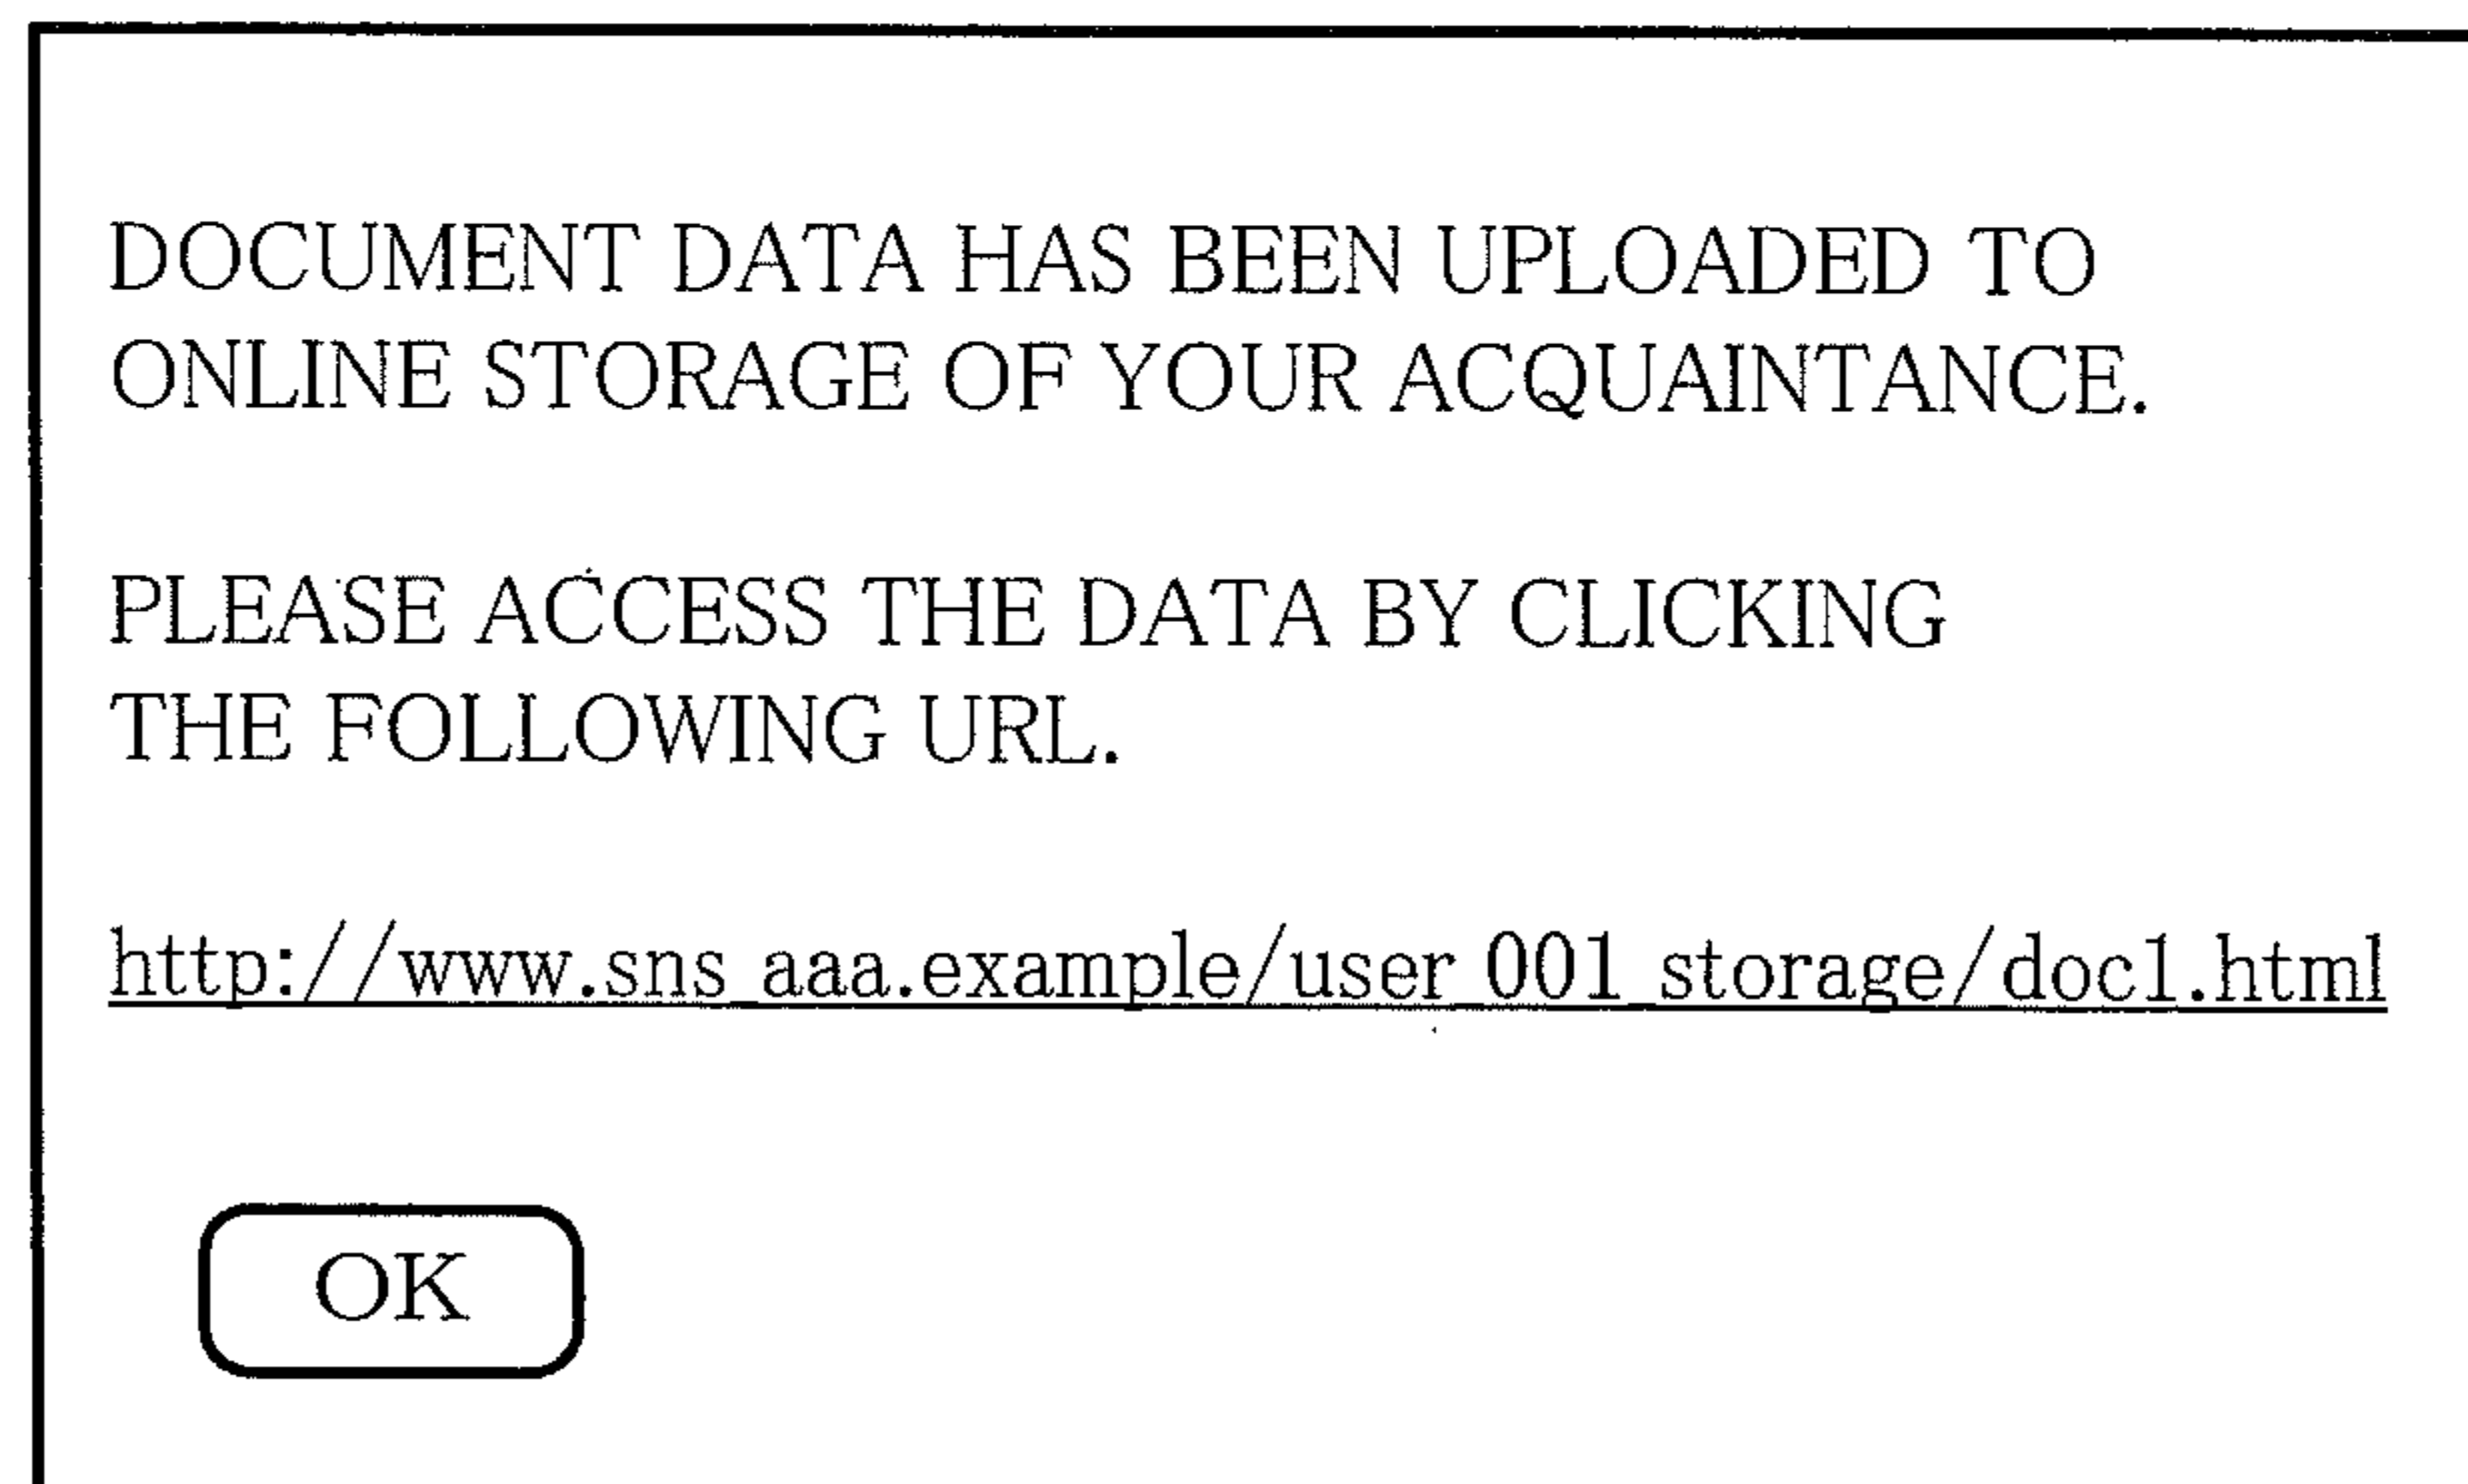 DOCUMENT DATA HAS BEEN UPLOADED TO
ONLINE STORAGE OF YOUR ACQUAINTANCE.
PLEASE ACCESS THE DATA BY CLICKING
THE FOLLOWING URL.
http://www.sns_aaa.example/user_001_storage/doc1.html
OK